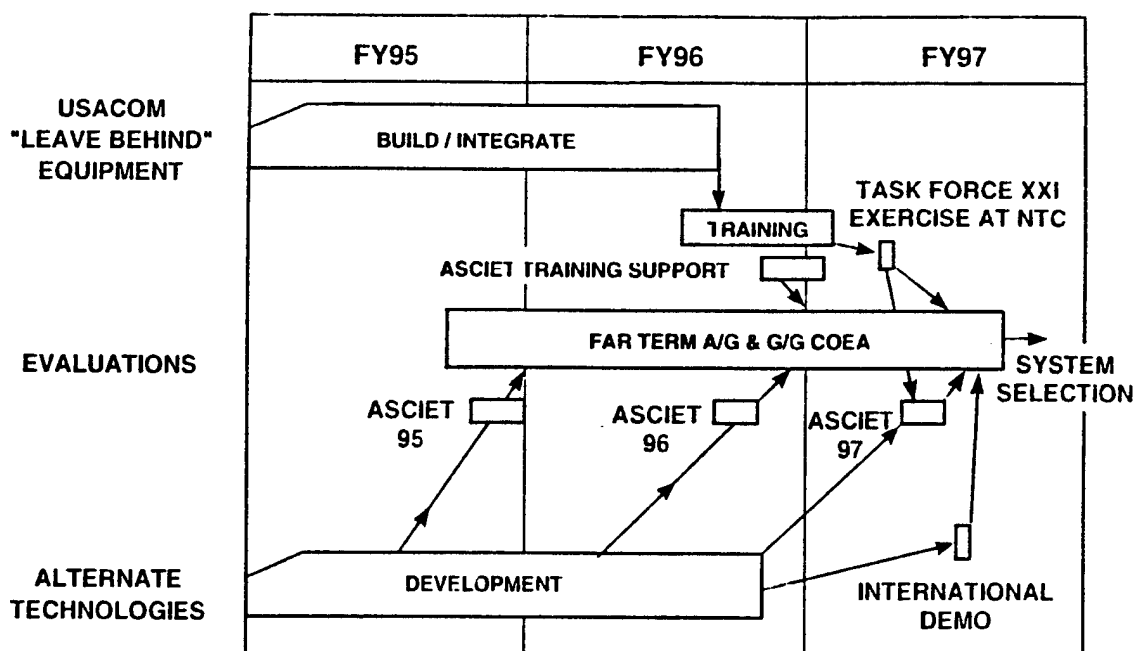 FY95
FY96
FY97
USACOM
"LEAVE BEHIND"
EQUIPMENT
BUILD / INTEGRATE
TASK FORCE XXI
EXERCISE AT NTC
TRAINING
ASCIET TRAINING SUPPORT
FAR TERM A/G & G/G COEA
EVALUATIONS
SYSTEM
SELECTION
ASCIET
95
ASCIET
96
ASCIET
97
ALTERNATE
TECHNOLOGIES
DEVELOPMENT
INTERNATIONAL
DEMO